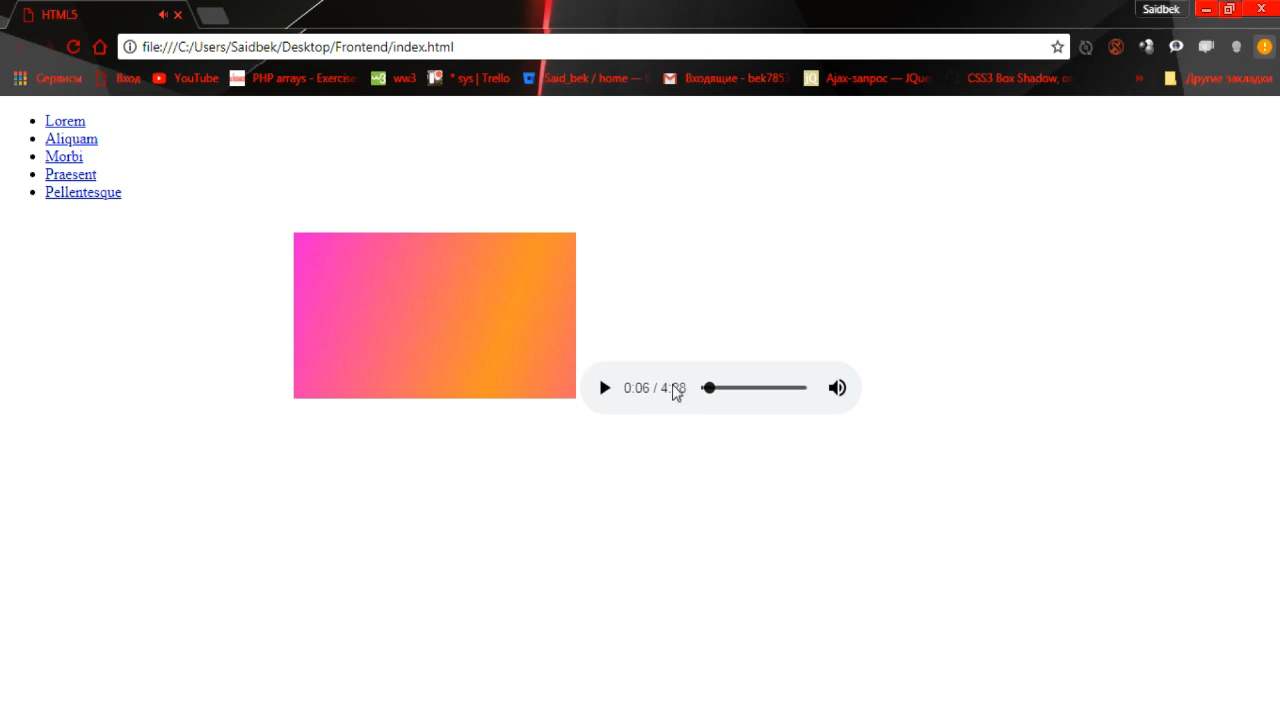 HTML5
Saidbek
file:///C:/Users/Saidbek/Desktop/Frontend/index.html
Сервисы Вход YouTube PHP arrays - Exercise ww3 * sys | Trello Said_bek / home — Входящие - bek7853 Ajax-запрос — JQue CSS3 Box Shadow, » Другие закладки
Lorem
Aliquam
Morbi
Praesent
Pellentesque
0:06 /